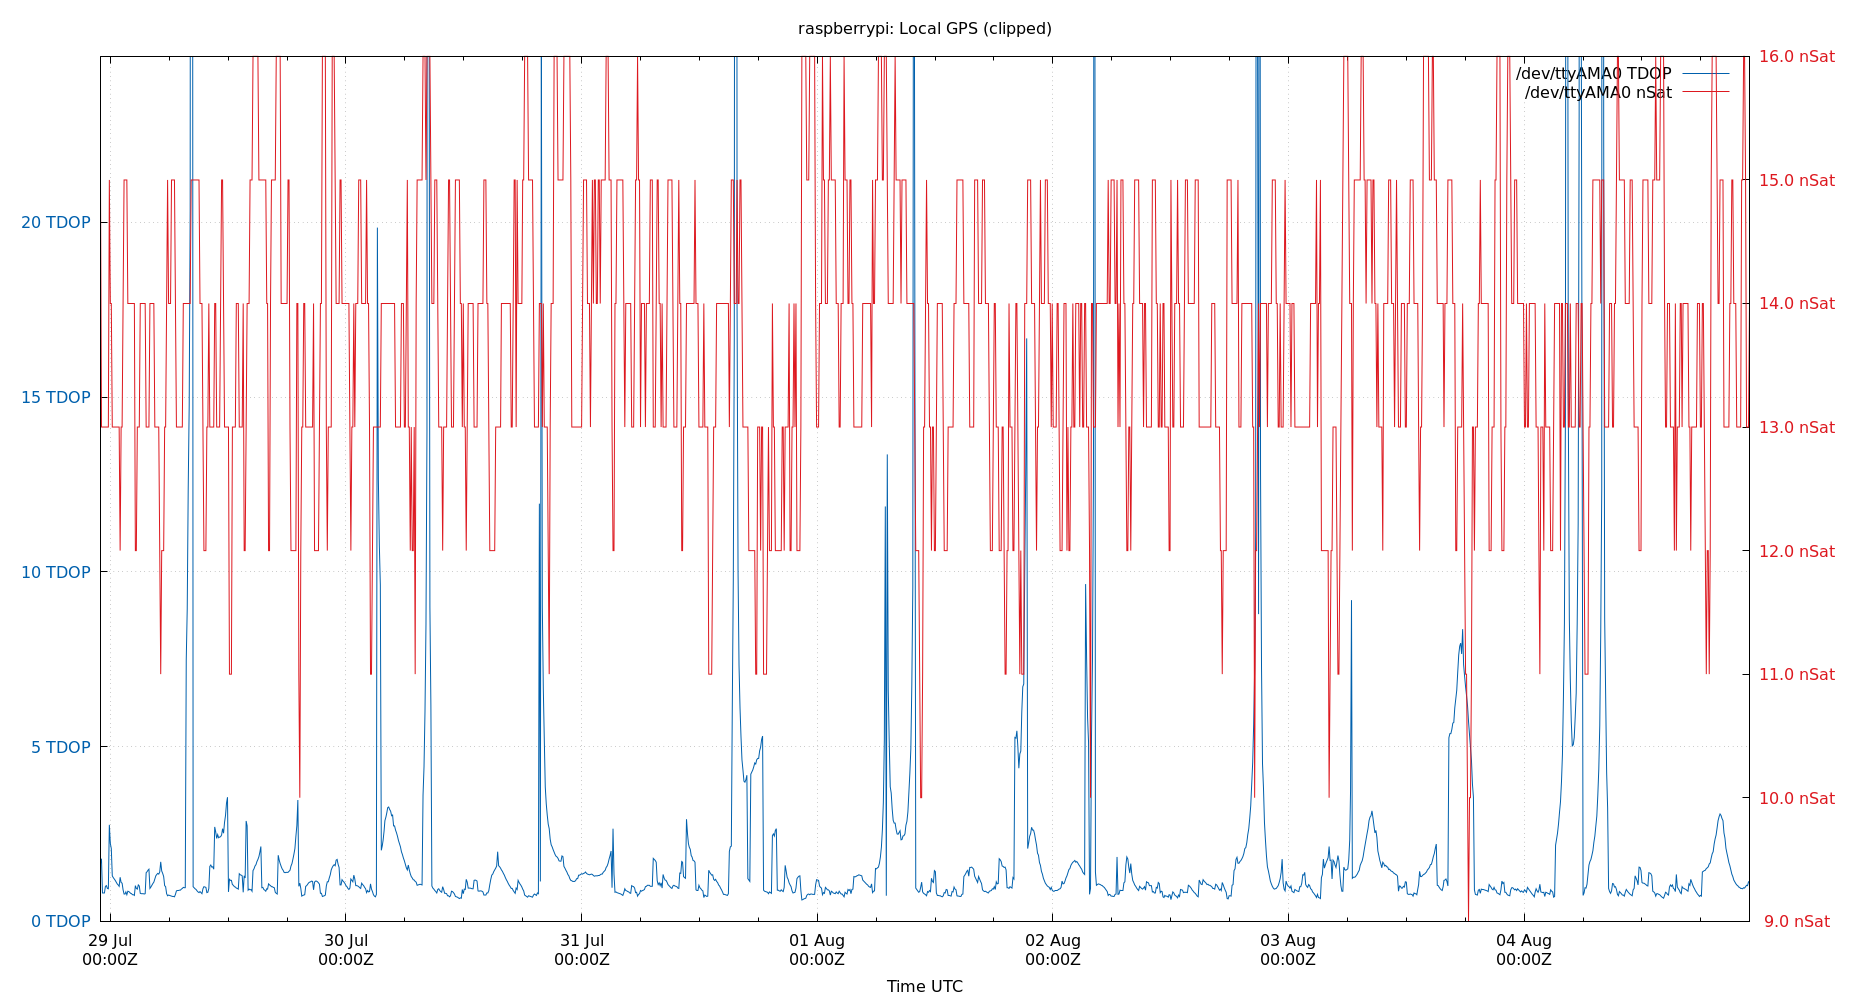 raspberrypi: Local GPS (clipped)
/dev/ttyAMA0 TDOP
/dev/ttyAMA0 nSat
20 TDOP
15 TDOP
10 TDOP
5 TDOP
0 TDOP
16.0 nSat
15.0 nSat
14.0 nSat
13.0 nSat
12.0 nSat
11.0 nSat
10.0 nSat
9.0 nSat
29 Jul 30 Jul 31 Jul 01 Aug 02 Aug 03 Aug 04 Aug
00:00Z 00:00Z 00:00Z 00:00Z 00:00Z 00:00Z 00:00Z
Time UTC